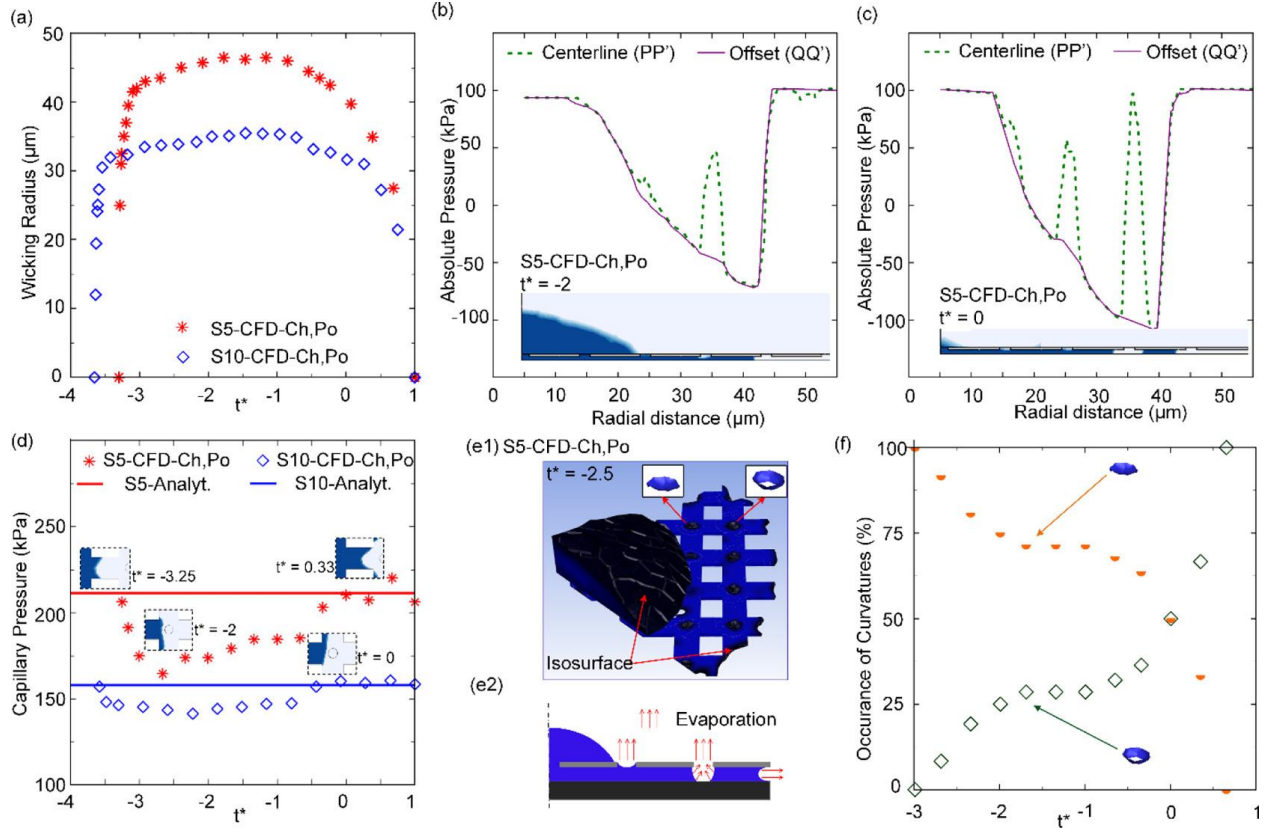 (a)
50
40
30
20
10
0
Wicking Radius (µm)
S5-CFD-Ch,Po
S10-CFD-Ch,Po
-4 -3 -2 -1 0 1
t*
(b)
Centerline (PP') Offset (QQ')
100
50
0
-50
-100
Absolute Pressure (kPa)
S5-CFD-Ch,Po
t* = -2
0 10 20 30 40 50
Radial distance (µm)
(c)
Centerline (PP') Offset (QQ')
100
50
0
-50
-100
Absolute Pressure (kPa)
S5-CFD-Ch,Po
t* = 0
0 10 20 30 40 50
Radial distance (µm)
(d)
S5-CFD-Ch,Po S10-CFD-Ch,Po
S5-Analyt. S10-Analyt.
250
200
150
100
Capillary Pressure (kPa)
t* = -3.25
t* = 0.33
t* = -2
t* = 0
-4 -3 -2 -1 0 1
t*
(e1) S5-CFD-Ch,Po
t* = -2.5
Isosurface
(e2)
Evaporation
(f)
100
75
50
25
0
Occurance of Curvatures (%)
-3 -2 -1 0 1
t*